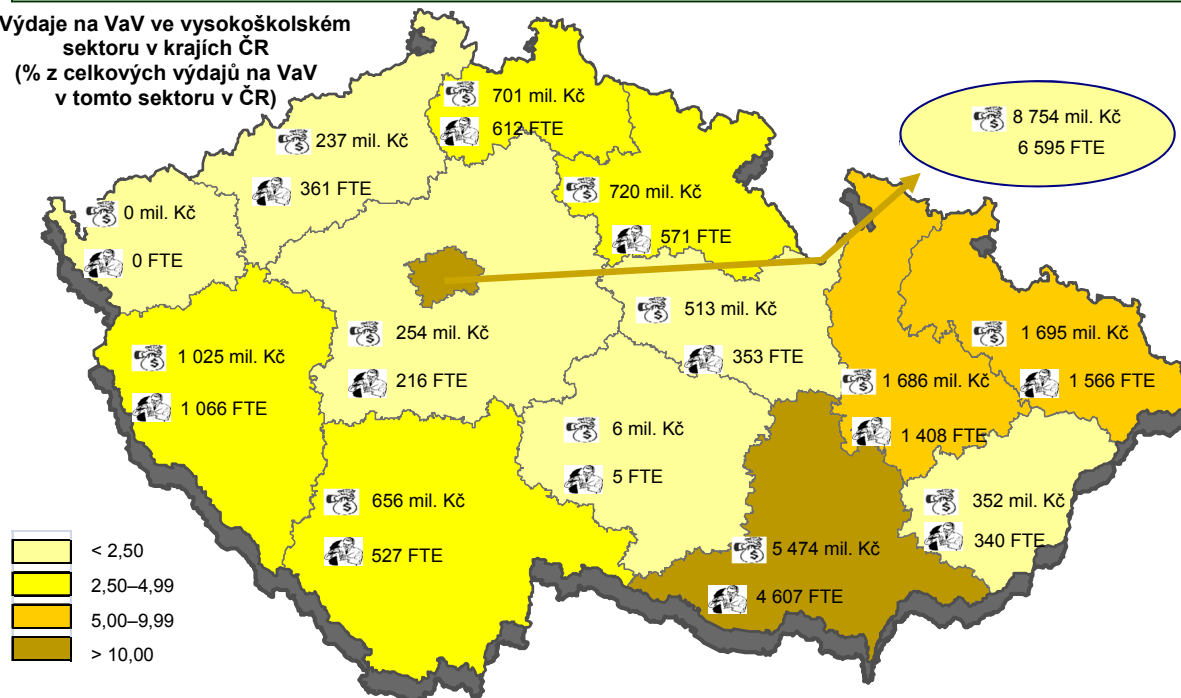 Výdaje na VaV ve vysokoškolském
sektoru v krajích ČR
(% z celkových výdajů na VaV
v tomto sektoru v ČR)
701 mil. Kč
612 FTE
8 754 mil. Kč
6 595 FTE
237 mil. Kč
361 FTE
720 mil. Kč
571 FTE
0 mil. Kč
0 FTE
513 mil. Kč
353 FTE
254 mil. Kč
216 FTE
1 695 mil. Kč
1 566 FTE
1 025 mil. Kč
1 066 FTE
1 686 mil. Kč
1 408 FTE
6 mil. Kč
5 FTE
656 mil. Kč
527 FTE
352 mil. Kč
340 FTE
5 474 mil. Kč
4 607 FTE
< 2,50
2,50–4,99
5,00–9,99
> 10,00